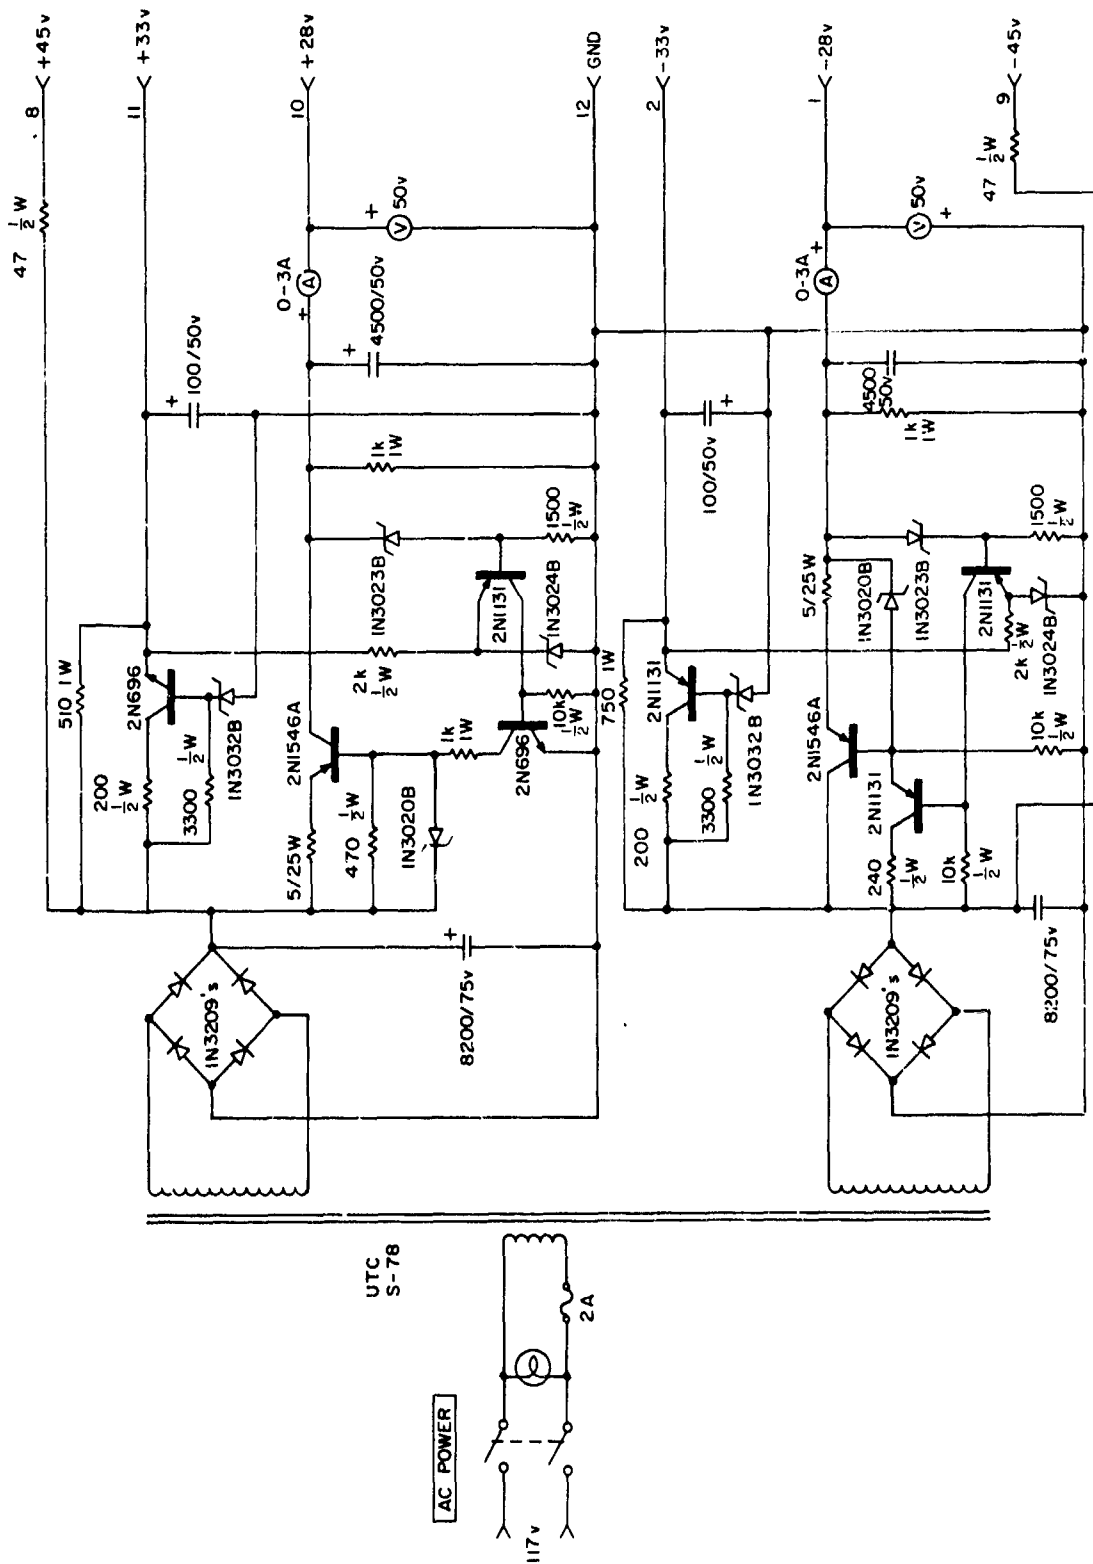 47 1/2 W
8
+45v
510 1W
100/50v
11
+33v
2N696
200
1/2 W
3300
1/2 W
1N3032B
0-3A
+
+
50v
V
A
10
+28v
4500/50v
+
1k
1W
1N3023B
2k
1/2 W
2N1546A
5/25W
470
1/2 W
1N3020B
1k
1W
2N696
10k
1/2 W
2N1131
1N3024B
1500
1/2 W
12
GND
1N3209's
8200/75v
+
750 1W
2N1131
200
1/2 W
3300
1/2 W
1N3032B
100/50v
+
2
-33v
0-3A
A
+
V
50v
+
1
-28v
4500
50v
1k
1W
5/25W
1N3020B
1N3023B
2N1546A
2N1131
2N1131
240
1/2 W
10k
1/2 W
10k
1/2 W
2k 1/2 W
1N3024B
1500
1/2 W
47 1/2 W
9
-45v
1N3209's
8200/75v
UTC
S-78
2A
AC POWER
117v